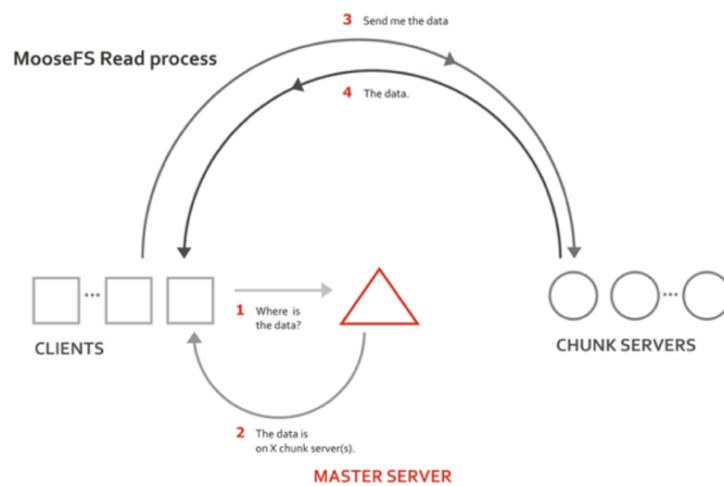 3 Send me the data
MooseFS Read process
4 The data.
1 Where is
the data?
CLIENTS
CHUNK SERVERS
2 The data is
on X chunk server(s).
MASTER SERVER